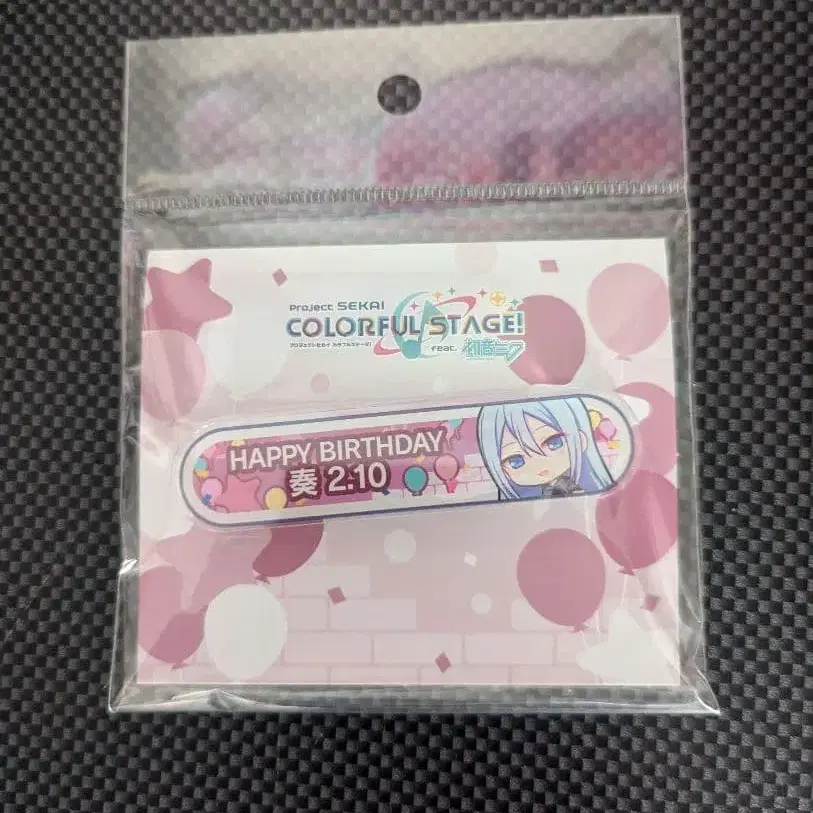 Project SEKAI
COLORFUL STAGE!
プロジェクトセカイ カラフルステージ!
feat. 初音ミク
HAPPY BIRTHDAY
奏 2.10